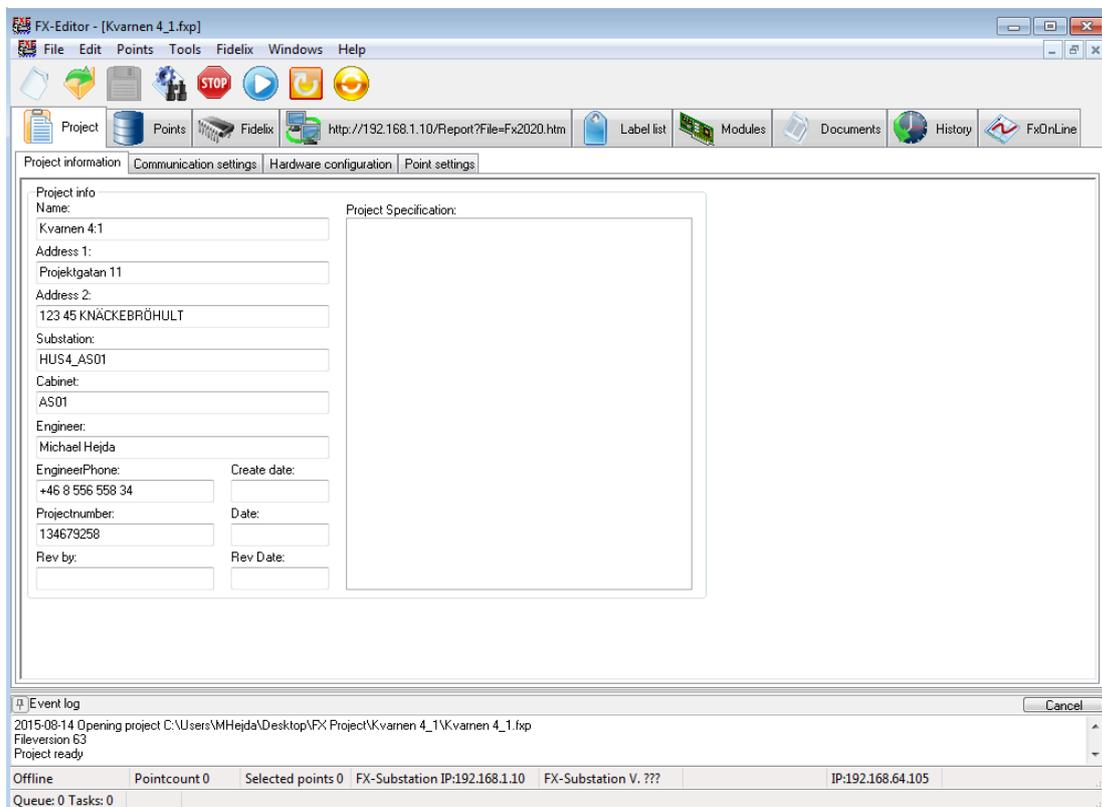 FX-Editor - [Kvarnen 4_1.fxp]
File Edit Points Tools Fidelix Windows Help
STOP
Project Points Fidelix http://192.168.1.10/Report?File=Fx2020.htm Label list Modules Documents History FxOnLine
Project information Communication settings Hardware configuration Point settings
Project info
Name:
Kvarnen 4:1
Address 1:
Projektgatan 11
Address 2:
123 45 KNÄCKEBRÖHULT
Substation:
HUS4_AS01
Cabinet:
AS01
Engineer:
Michael Hejda
EngineerPhone: Create date:
+46 8 556 558 34
Projectnumber: Date:
134679258
Rev by: Rev Date:
Project Specification:
Event log Cancel
2015-08-14 Opening project C:\Users\MHejda\Desktop\FX Project\Kvarnen 4_1\Kvarnen 4_1.fxp
Fileversion 63
Project ready
Offline Pointcount 0 Selected points 0 FX-Substation IP:192.168.1.10 FX-Substation V. ??? IP:192.168.64.105
Queue: 0 Tasks: 0